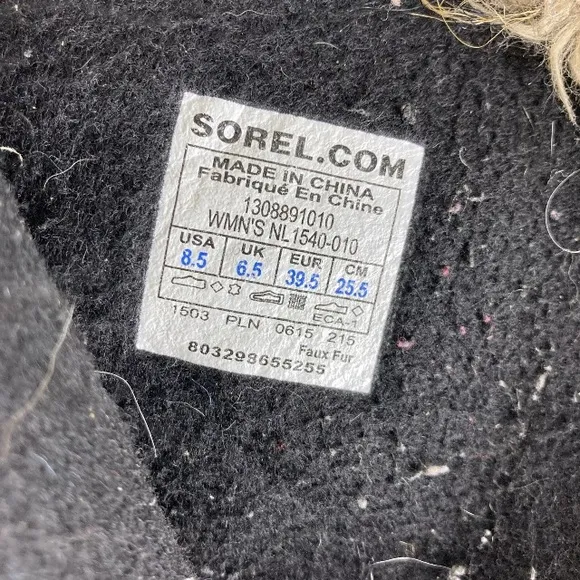 SOREL.COM
MADE IN CHINA
Fabriqué En Chine
1308891010
WMN'S NL1540-010
USA UK EUR CM
8.5 6.5 39.5 25.5
ECA-1
1503 PLN 0615 215
Faux Fur
803298655255